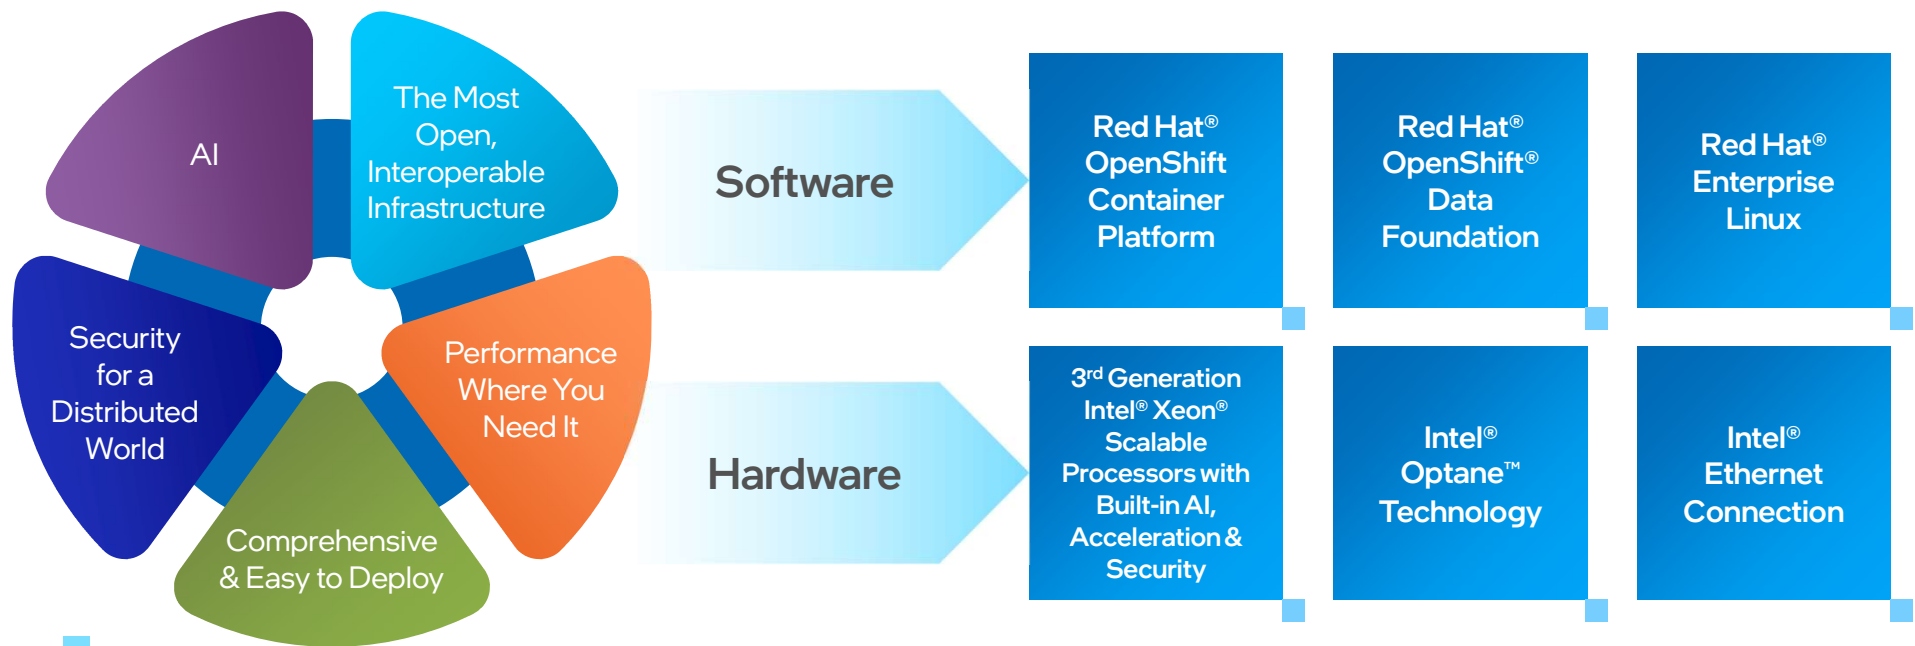 AI
The Most
Open,
Interoperable
Infrastructure
Security
for a
Distributed
World
Performance
Where You
Need It
Comprehensive
& Easy to Deploy
Software
Red Hat®
OpenShift
Container
Platform
Red Hat®
OpenShift®
Data
Foundation
Red Hat®
Enterprise
Linux
Hardware
3rd Generation
Intel® Xeon®
Scalable
Processors with
Built-in AI,
Acceleration &
Security
Intel®
Optane™
Technology
Intel®
Ethernet
Connection